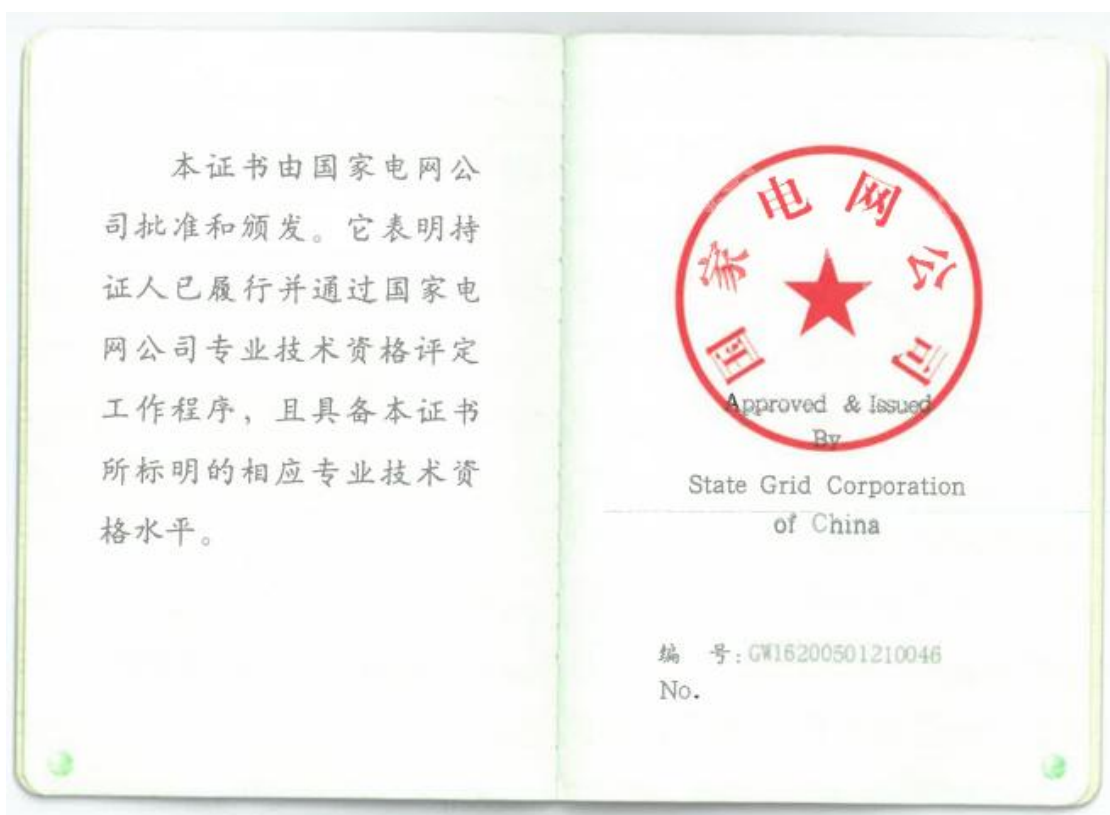 本证书由国家电网公
司批准和颁发。它表明持
证人已履行并通过国家电
网公司专业技术资格评定
工作程序，且具备本证书
所标明的相应专业技术资
格水平。
国家电网公司
Approved & Issued
By
State Grid Corporation
of China
编 号:GW16200501210046
No.